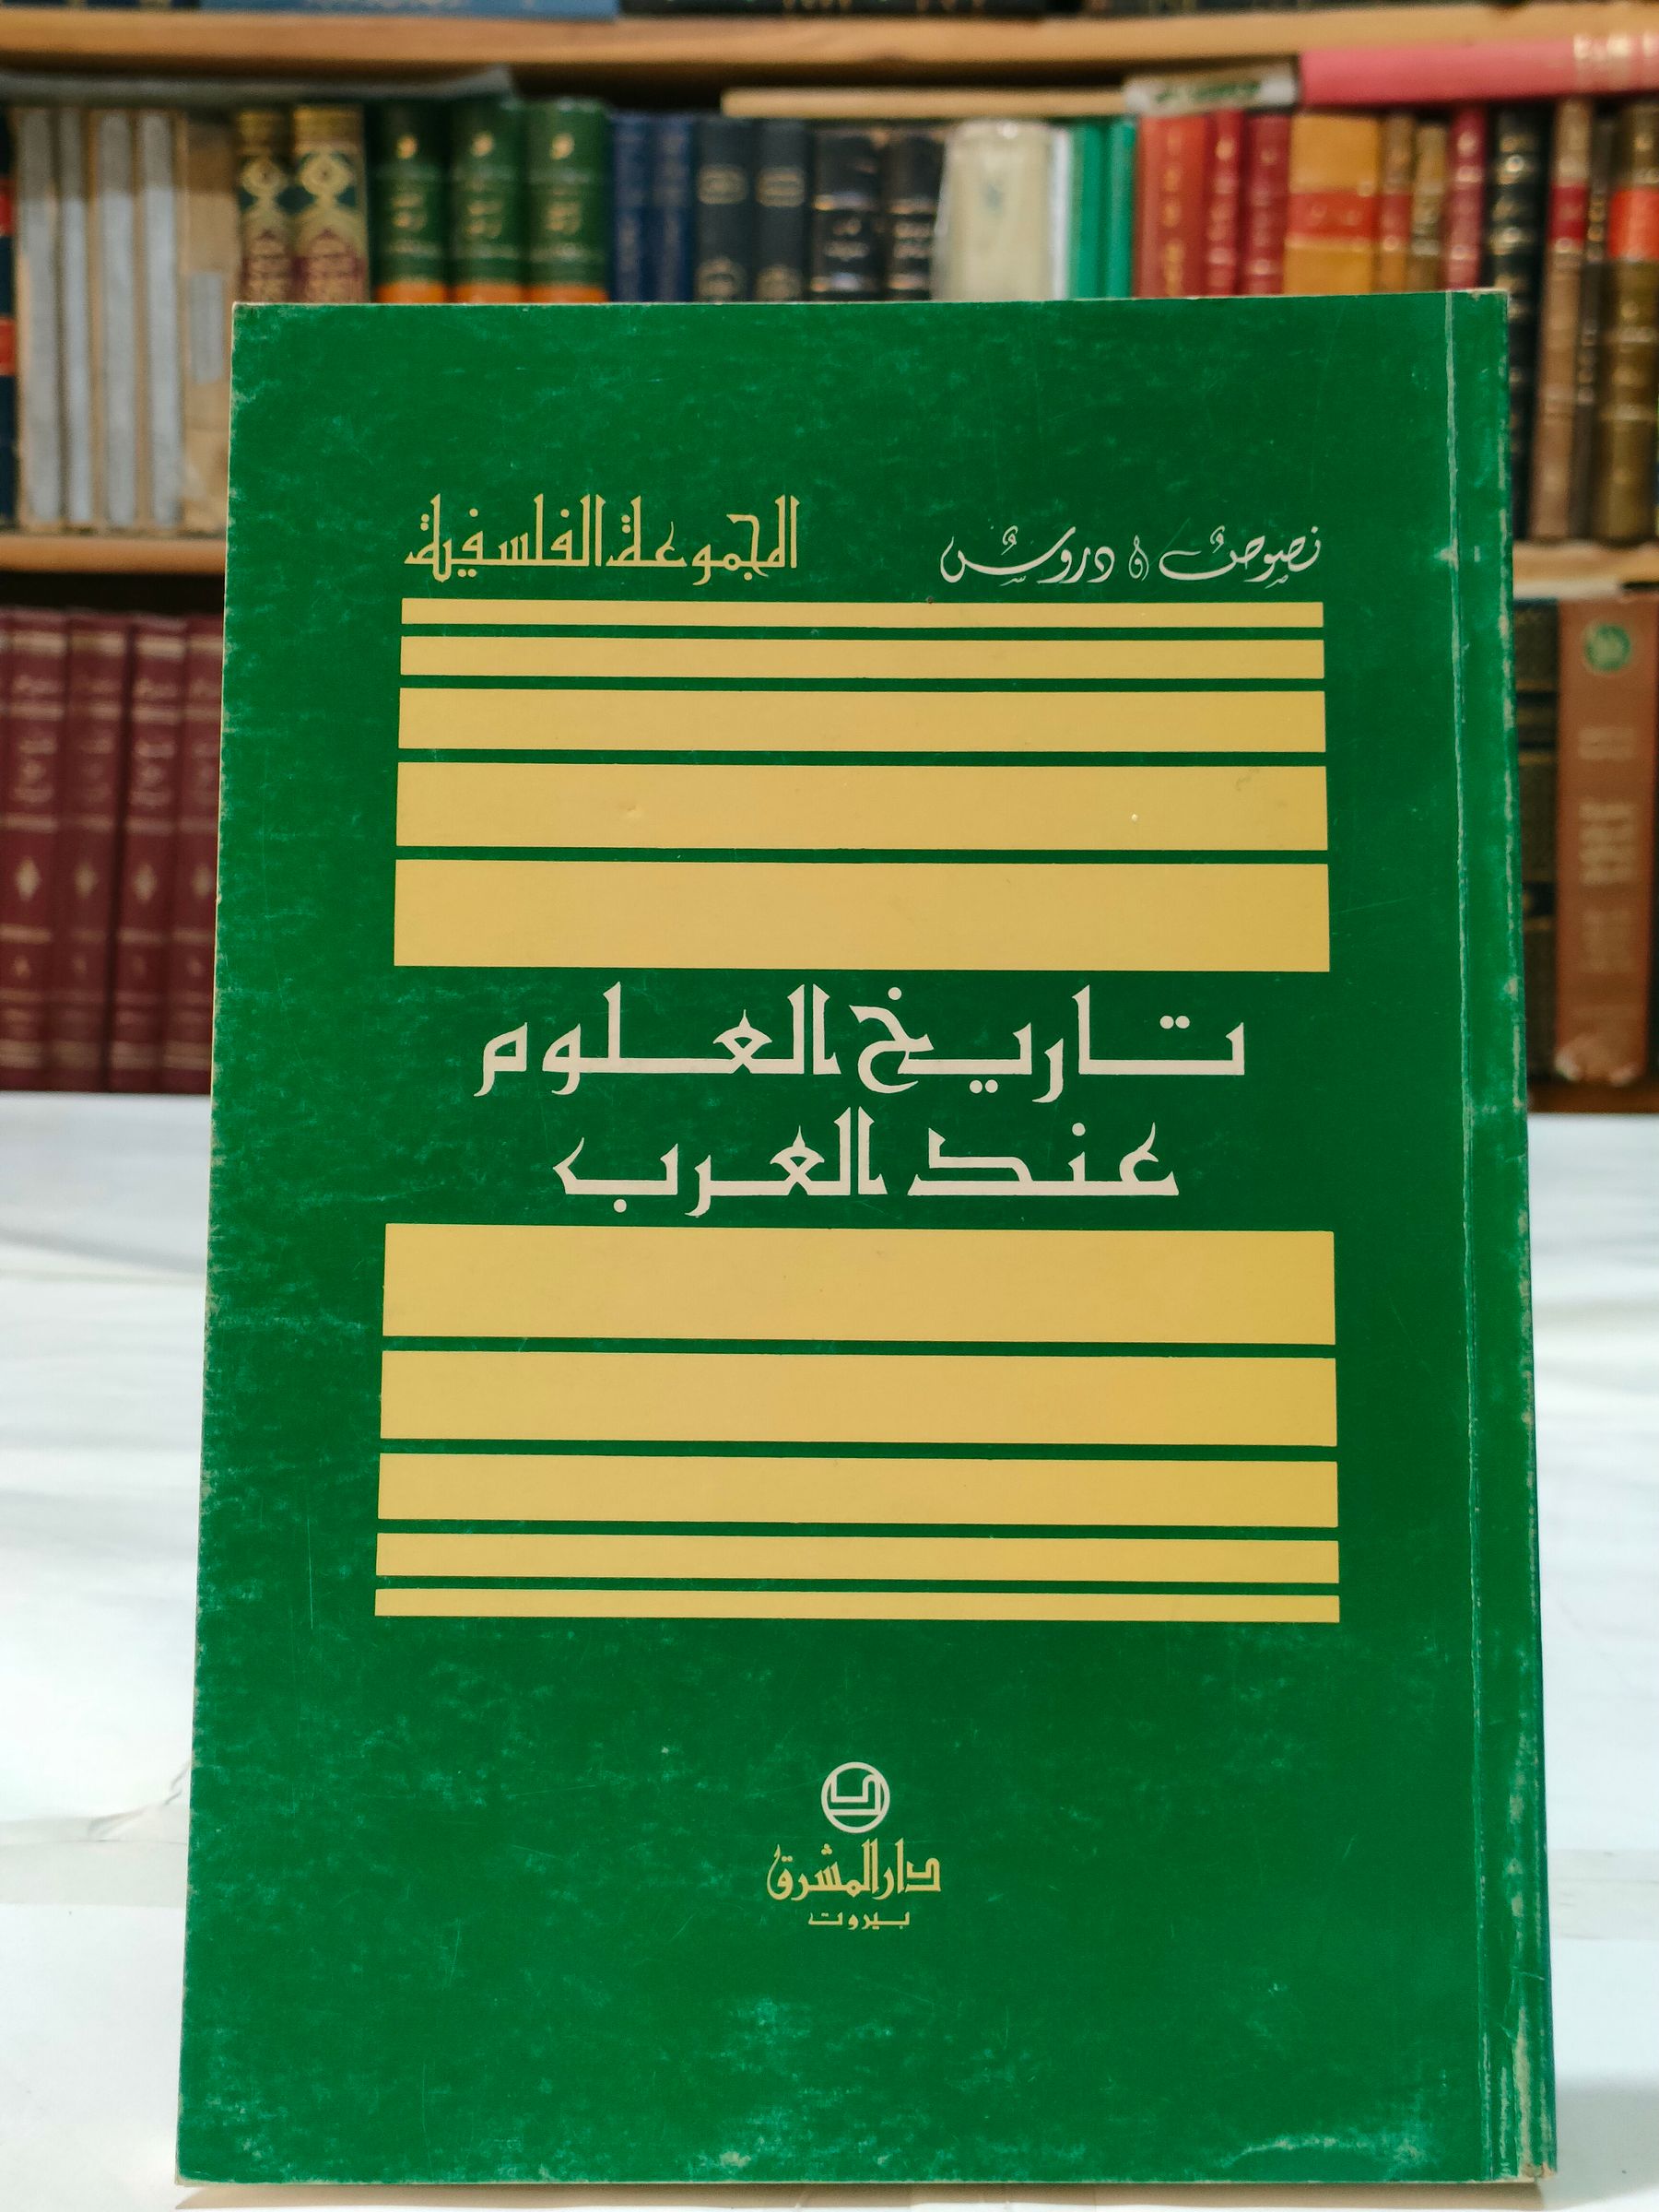 نصوصٌ و دروسٌ
المجموعة الفلسفية
تاريخ العلوم
عند العرب
دار المشرق
بيروت